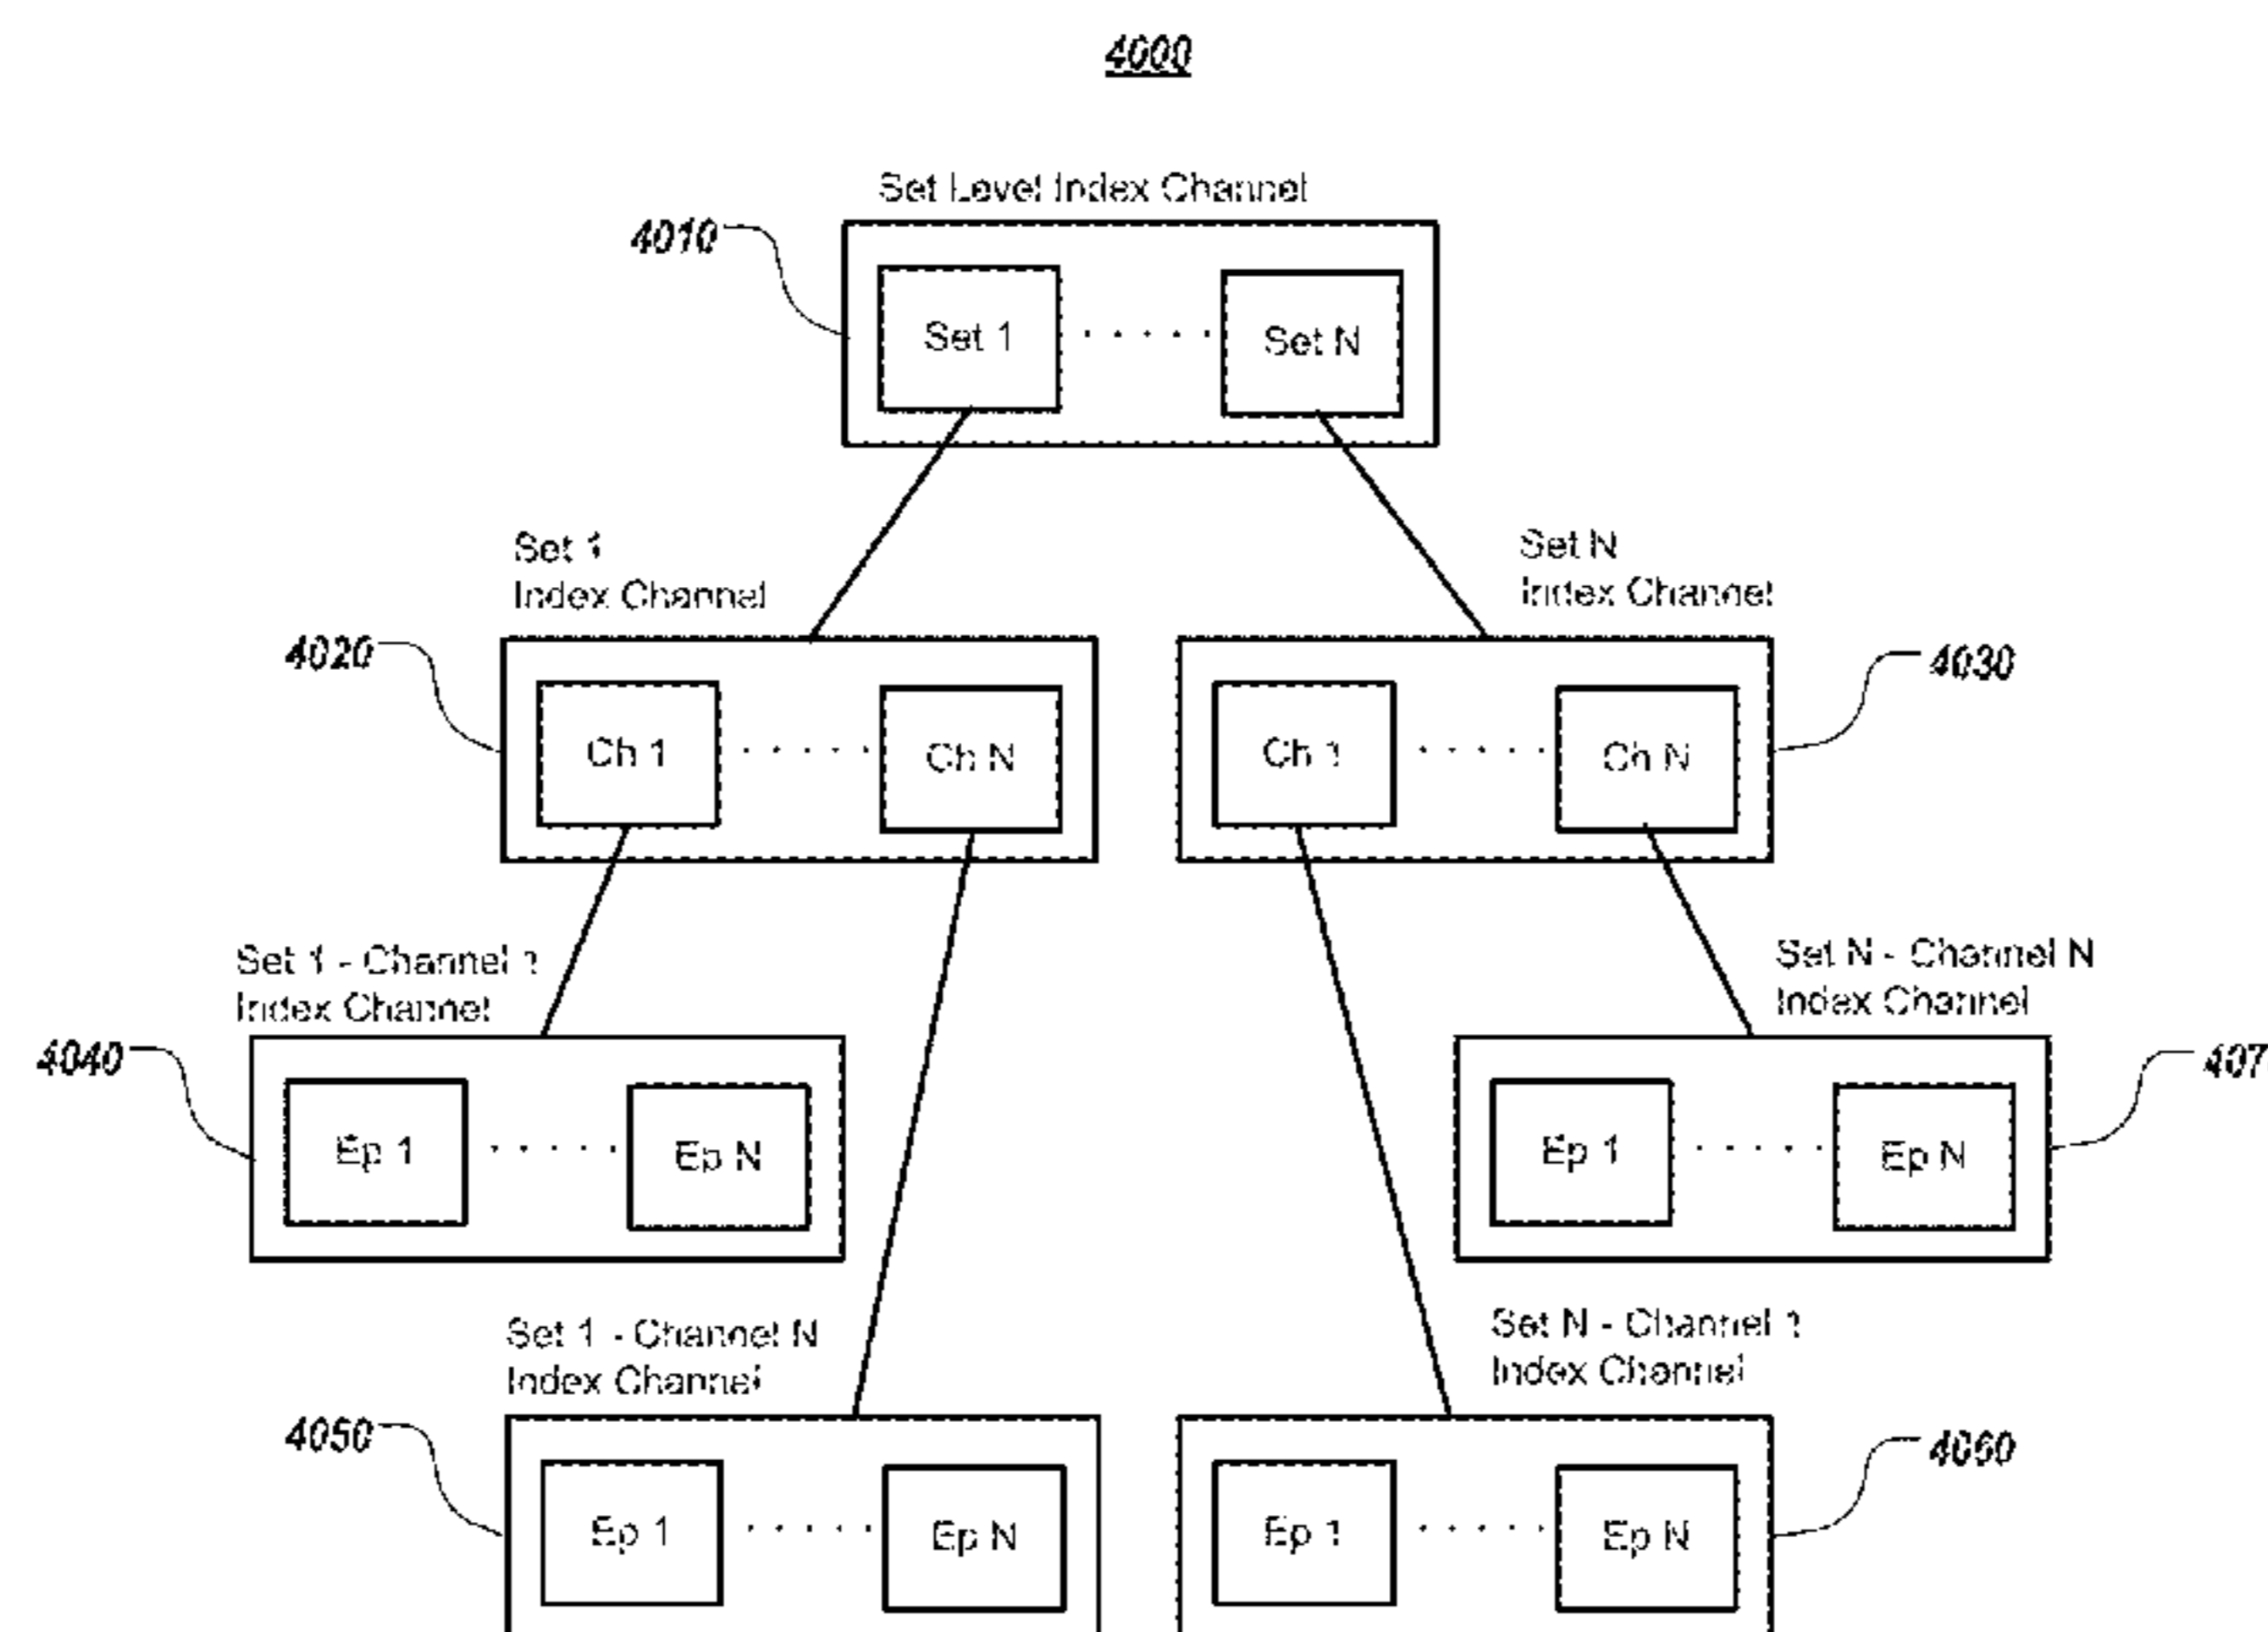 4000
Set Level Index Channel
4010
Set 1
Set N
Set 1
Index Channel
Set N
Index Channel
4020
4030
Ch 1
Ch N
Ch 1
Ch N
Set 1 - Channel 1
Index Channel
Set N - Channel N
Index Channel
4040
407
Ep 1
Ep N
Ep 1
Ep N
Set 1 - Channel N
Index Channel
Set N - Channel 1
Index Channel
4050
4060
Ep 1
Ep N
Ep 1
Ep N